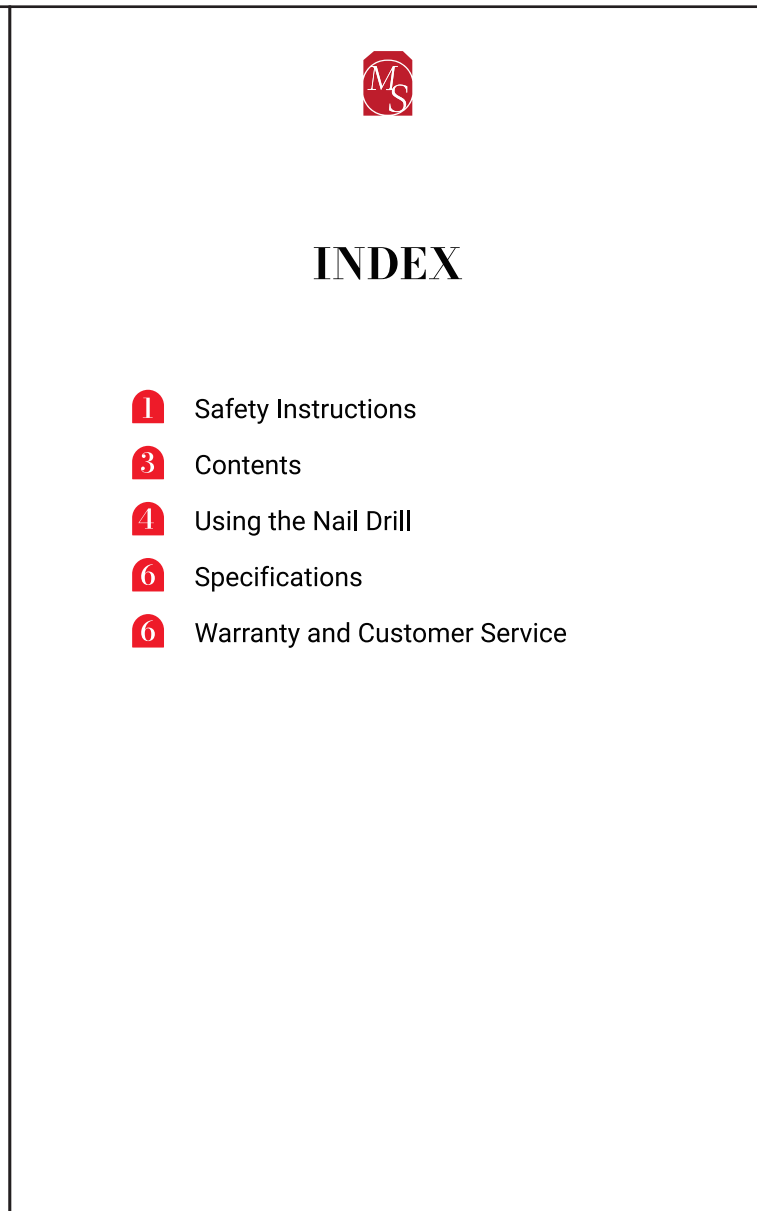 MS
INDEX
1 Safety Instructions
3 Contents
4 Using the Nail Drill
6 Specifications
6 Warranty and Customer Service